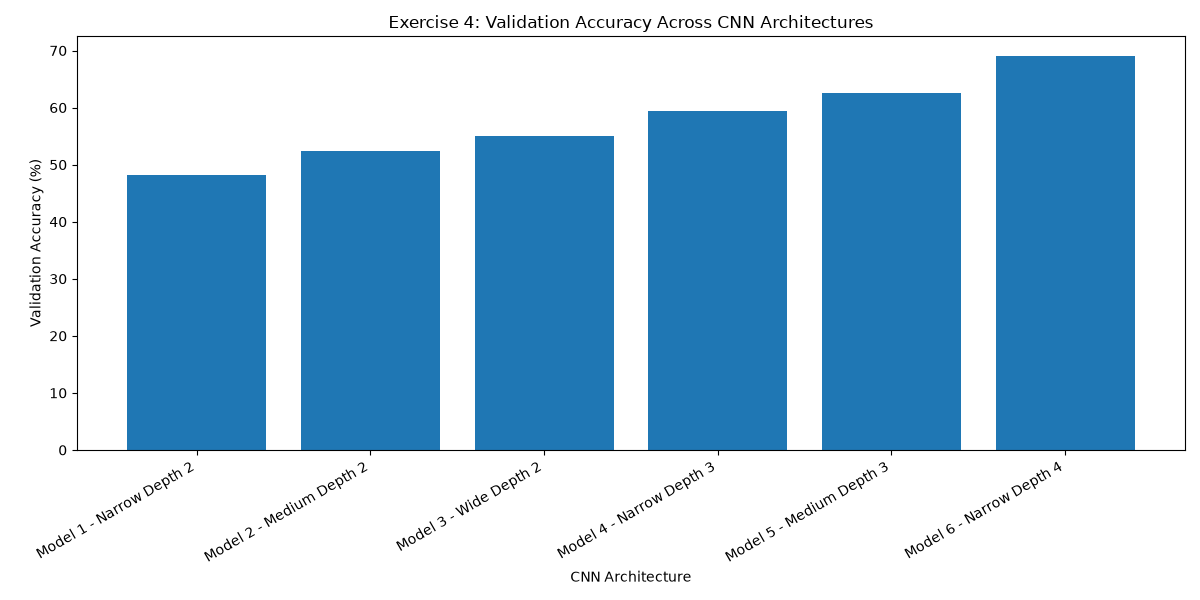 Exercise 4: Validation Accuracy Across CNN Architectures
Validation Accuracy (%)
70
60
50
40
30
20
10
0
Model 1 - Narrow Depth 2
Model 2 - Medium Depth 2
Model 3 - Wide Depth 2
Model 4 - Narrow Depth 3
Model 5 - Medium Depth 3
Model 6 - Narrow Depth 4
CNN Architecture